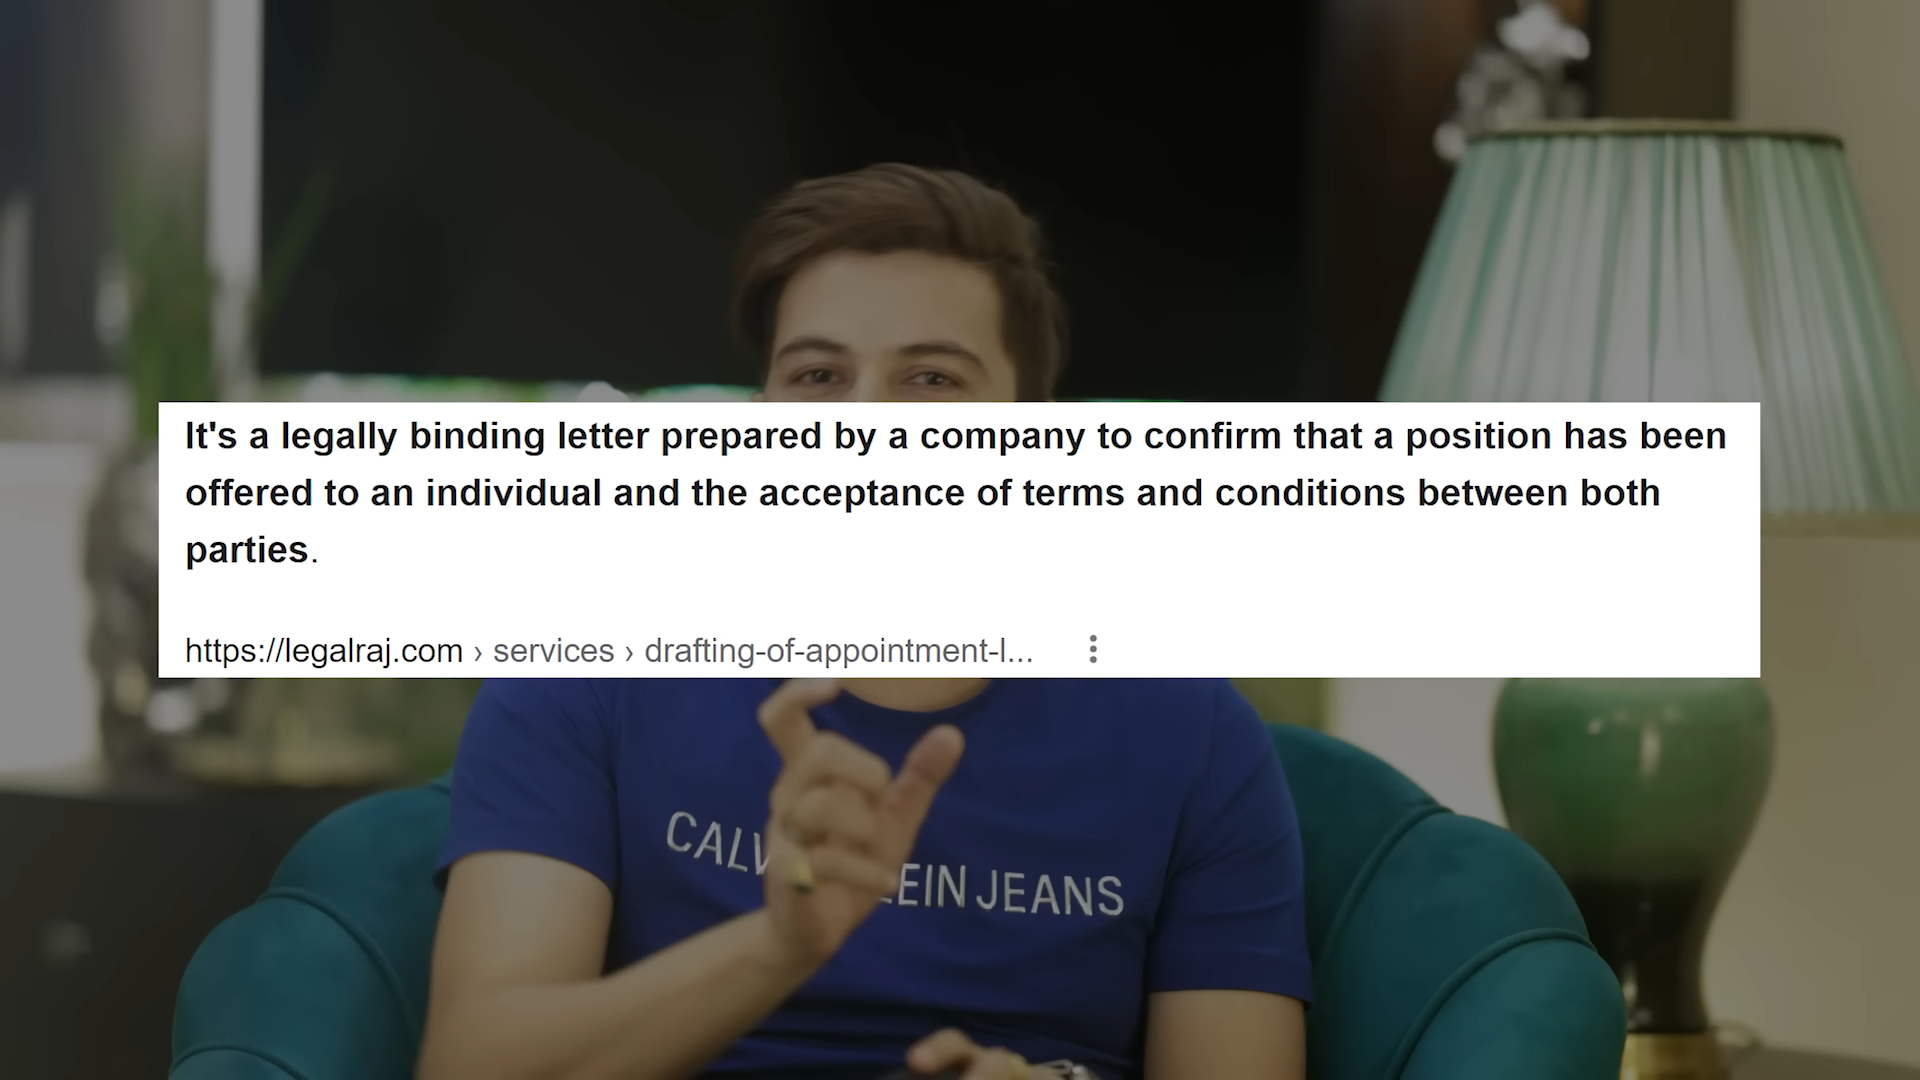 It's a legally binding letter prepared by a company to confirm that a position has been
offered to an individual and the acceptance of terms and conditions between both
parties.
https://legalraj.com › services › drafting-of-appointment-l...
CALV EIN JEANS